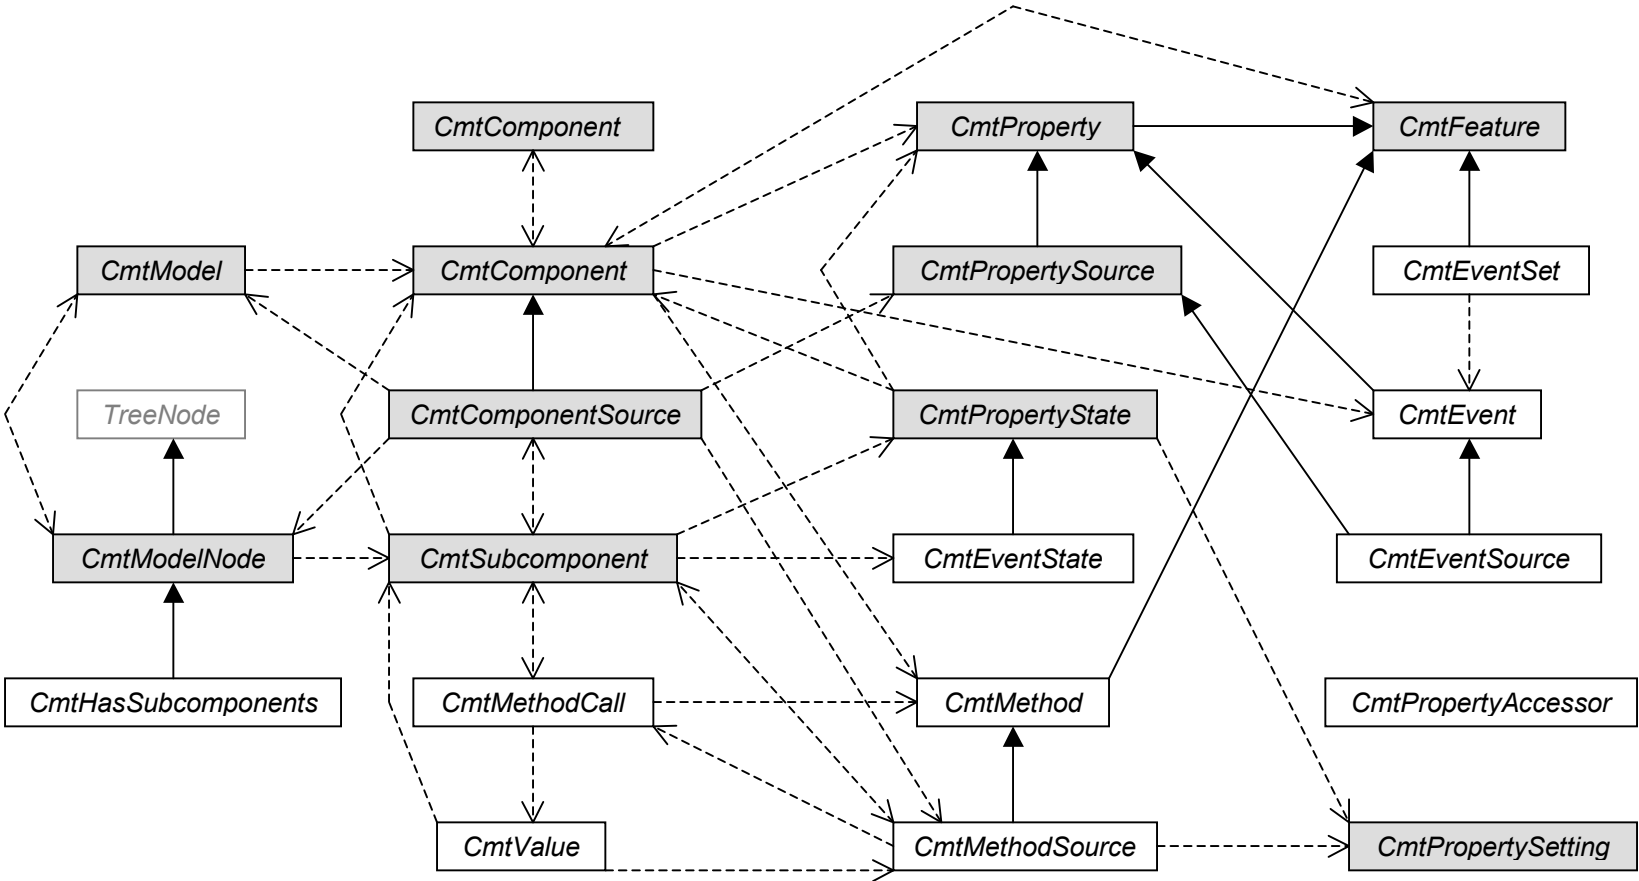 CmtComponent
CmtProperty
CmtFeature
CmtModel
CmtComponent
CmtPropertySource
CmtEventSet
TreeNode
CmtComponentSource
CmtPropertyState
CmtEvent
CmtModelNode
CmtSubcomponent
CmtEventState
CmtEventSource
CmtHasSubcomponents
CmtMethodCall
CmtMethod
CmtPropertyAccessor
CmtValue
CmtMethodSource
CmtPropertySetting